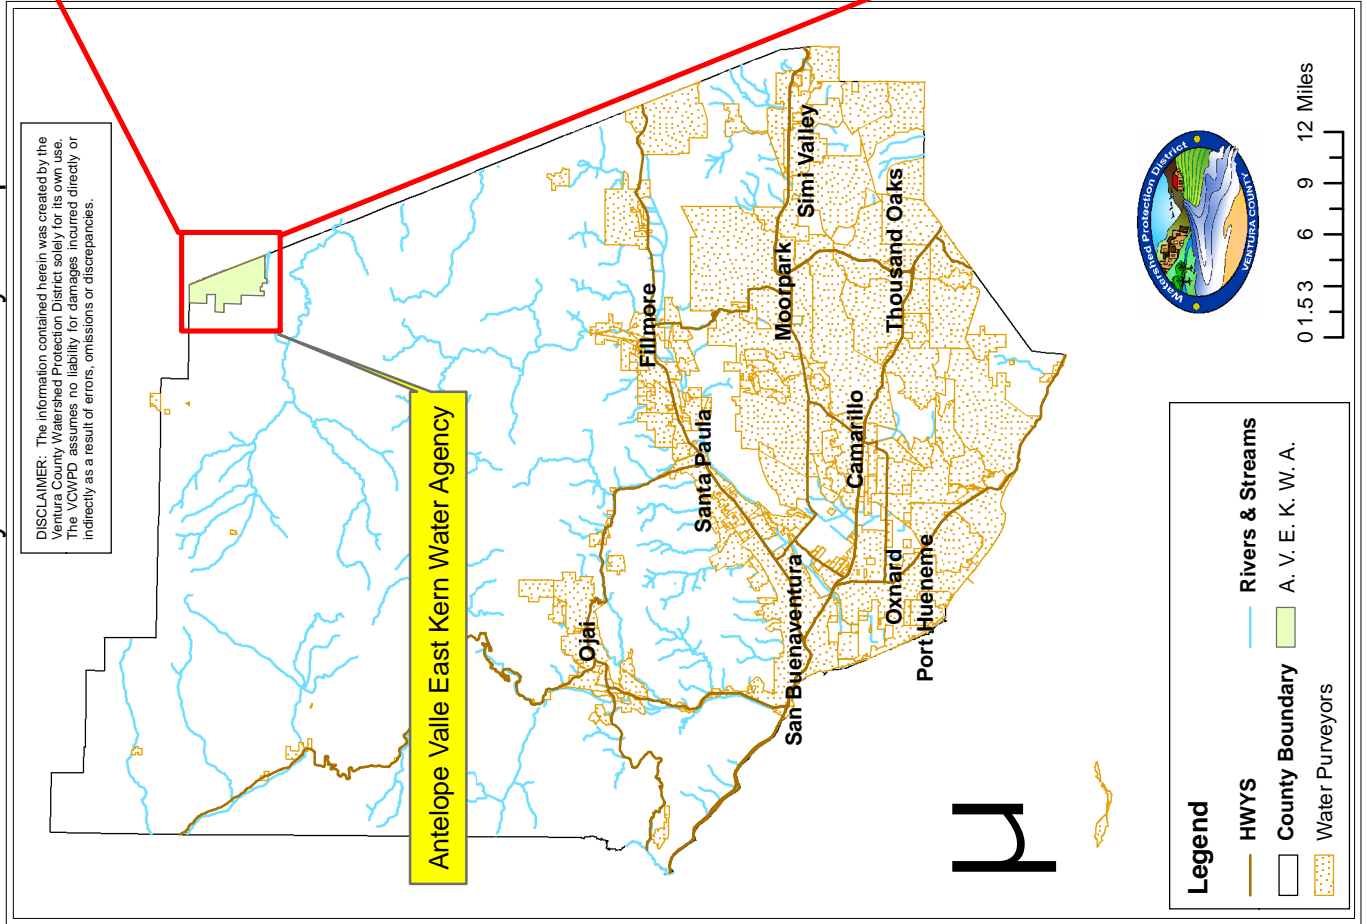 DISCLAIMER: The information contained herein was created by the
Ventura County Watershed Protection District solely for its own use.
The VCWPD assumes no liability for damages incurred directly or
indirectly as a result of errors, omissions or discrepancies.
Antelope Valle East Kern Water Agency
Ojai
Santa Paula
Fillmore
San Buenaventura
Oxnard
Port Hueneme
Camarillo
Moorpark
Simi Valley
Thousand Oaks
µ
Watershed Protection District
VENTURA COUNTY
0 1.5 3 6 9 12 Miles
Legend
HWYS
County Boundary
Water Purveyors
Rivers & Streams
A. V. E. K. W. A.